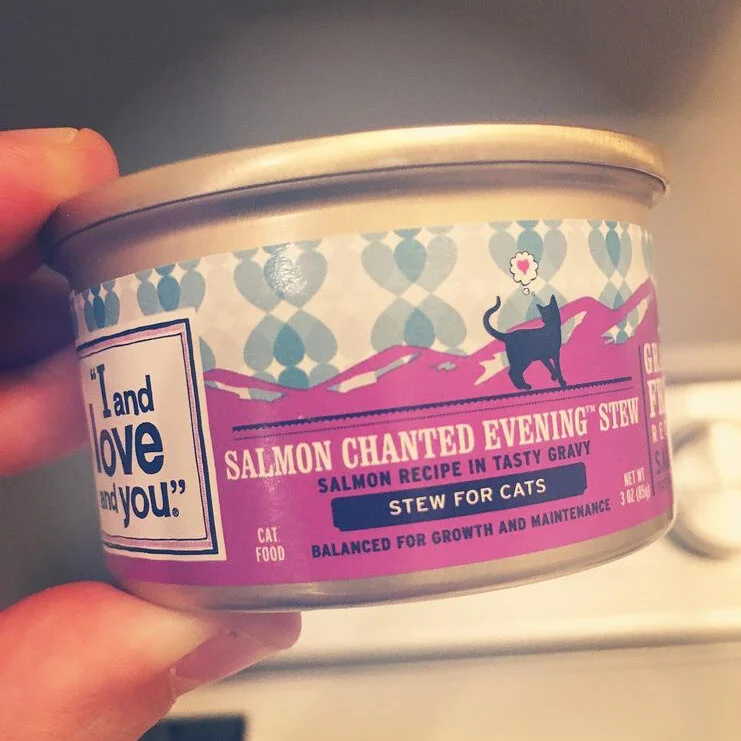 "I and
love
and you"®
SALMON CHANTED EVENING™ STEW
SALMON RECIPE IN TASTY GRAVY
STEW FOR CATS
BALANCED FOR GROWTH AND MAINTENANCE
CAT
FOOD
NET WT
3 OZ (85g)